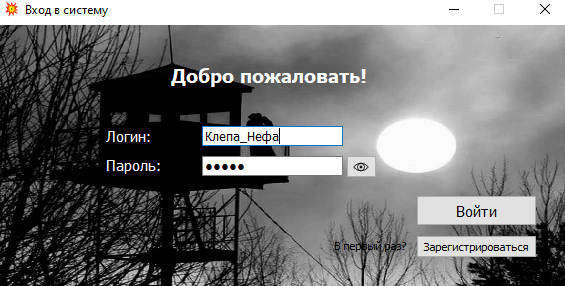 Вход в систему
Добро пожаловать!
Логин:
Клепа_Нефа
Пароль:
●●●●●
Войти
В первый раз?
Зарегистрироваться